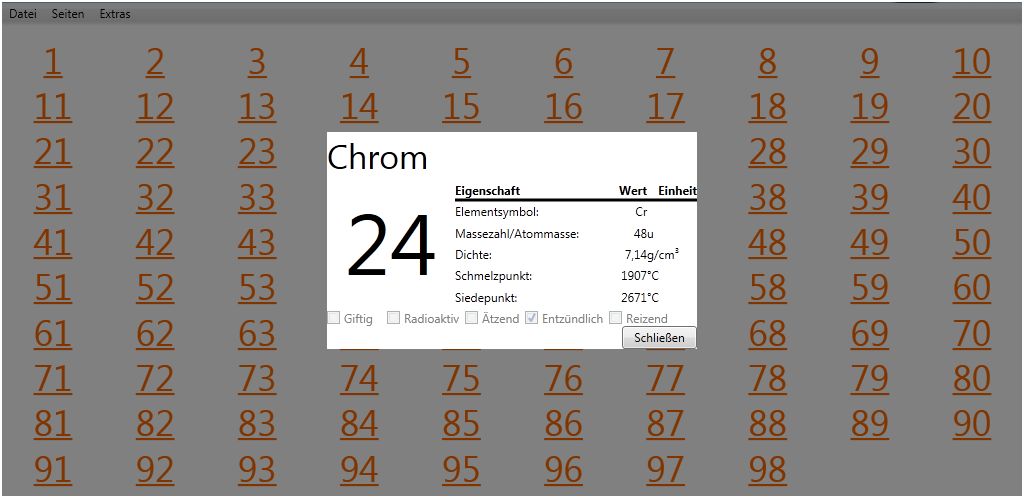 Datei Seiten Extras
1 2 3 4 5 6 7 8 9 10
11 12 13 14 15 16 17 18 19 20
21 22 23 28 29 30
Chrom
31 32 33 38 39 40
Eigenschaft Wert Einheit
Elementsymbol: Cr
41 42 43 48 49 50
24
Massezahl/Atommasse: 48u
Dichte: 7,14g/cm³
Schmelzpunkt: 1907°C
51 52 53 58 59 60
Siedepunkt: 2671°C
Giftig Radioaktiv Ätzend Entzündlich Reizend
61 62 63 68 69 70
Schließen
71 72 73 74 75 76 77 78 79 80
81 82 83 84 85 86 87 88 89 90
91 92 93 94 95 96 97 98